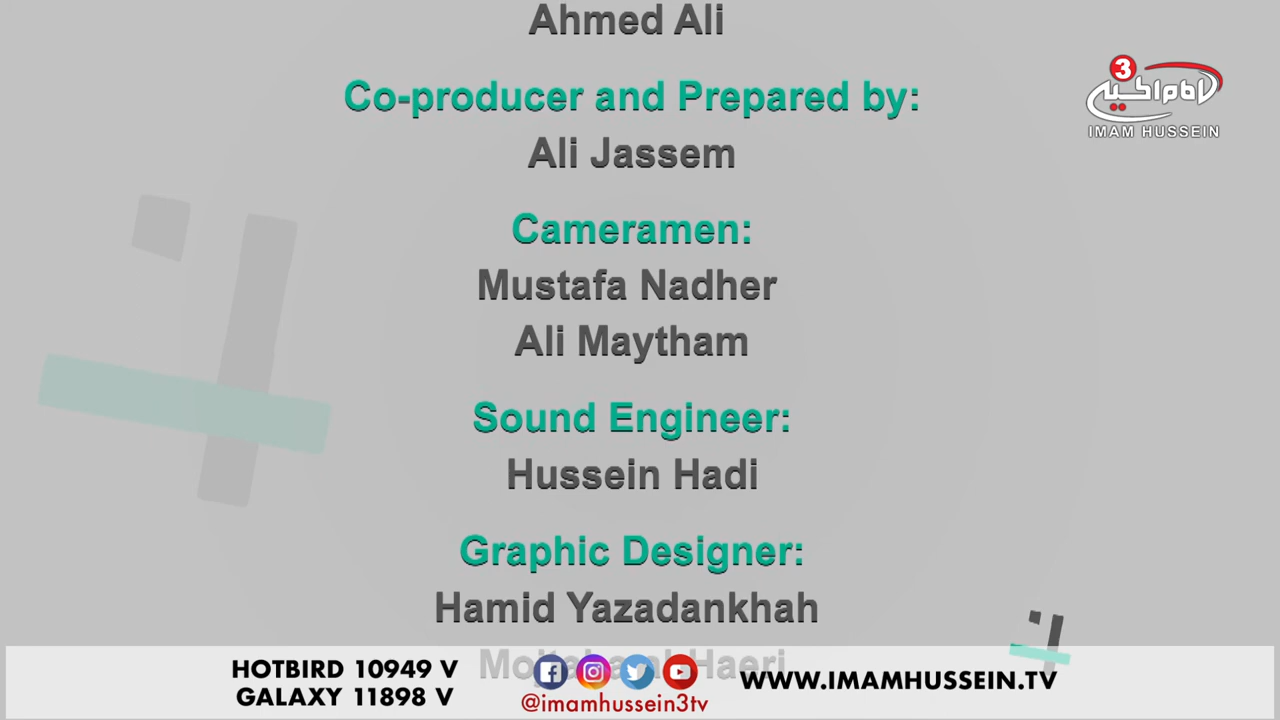 Ahmed Ali
3
IMAM HUSSEIN
Co-producer and Prepared by:
Ali Jassem
Cameramen:
Mustafa Nadher
Ali Maytham
Sound Engineer:
Hussein Hadi
Graphic Designer:
Hamid Yazadankhah
Haeri
HOTBIRD 10949 V
GALAXY 11898 V
@imamhussein3tv
WWW.IMAMHUSSEIN.TV